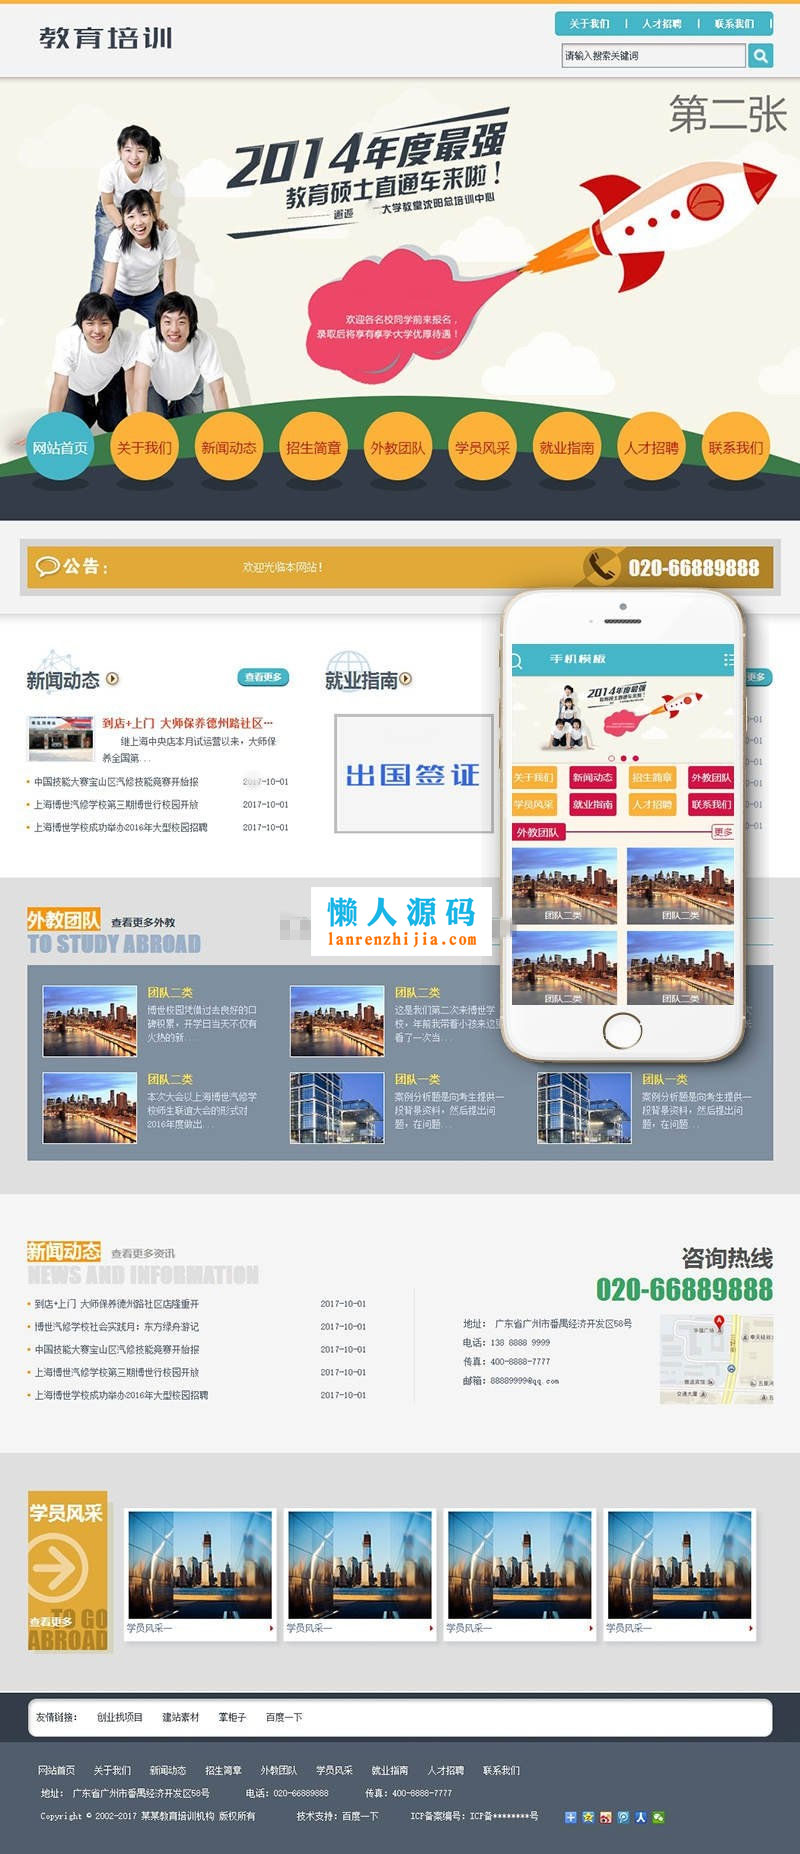 教育培训
关于我们 | 人才招聘 | 联系我们 |
请输入搜索关键词
第二张
2014年度最强
教育硕士直通车来啦！
邂逅 大学教堂沈阳总培训中心
欢迎各名校同学前来报名，
录取后将享有奉学大学优厚待遇！
网站首页 关于我们 新闻动态 招生简章 外教团队 学员风采 就业指南 人才招聘 联系我们
公告：
欢迎光临本网站！
020-66889888
新闻动态
查看更多
就业指南
更多
到店+上门 大师保养德州路社区…
继上海中央店本月试运营以来，大师保
养全国第...
中国技能大赛宝山区汽修技能竞赛开始报 2017-10-01
上海博世汽修学校第三期博世行校园开放 2017-10-01
上海博世学校成功举办2016年大型校园招聘 2017-10-01
出国签证
手机模板
2014年度最强
关于我们 新闻动态 招生简章 外教团队
学员风采 就业指南 人才招聘 联系我们
外教团队
更多
团队二类 团队二类
团队二类 团队二类
外教团队 查看更多外教
TO STUDY ABROAD
懒人源码
lanrenzhijia.com
团队二类
博世校园凭借过去良好的口
碑积累，开学日当天不仅有
火热的新...
团队二类
这是我们第二次来博世学
校，年前我带着小孩来这里
看了一次当...
团队二类
本次大会以上海博世汽修学
校师生联谊大会的形式对
2016年度做出...
团队一类
案例分析题是向考生提供一
段背景资料，然后提出问
题，在问题...
团队一类
案例分析题是向考生提供一
段背景资料，然后提出问
题，在问题...
新闻动态 查看更多资讯
NEWS AND INFORMATION
到店+上门 大师保养德州路社区店隆重开 2017-10-01
博世汽修学校社会实践月：东方绿舟游记 2017-10-01
中国技能大赛宝山区汽修技能竞赛开始报 2017-10-01
上海博世汽修学校第三期博世行校园开放 2017-10-01
上海博世学校成功举办2016年大型校园招聘 2017-10-01
咨询热线
020-66889888
地址： 广东省广州市番禺经济开发区58号
电话：138 8888 9999
传真：400-8888-7777
邮箱：88889999@qq.com
学员风采
查看更多
TO GO
ABROAD
学员风采一 学员风采一 学员风采一 学员风采一
友情链接： 创业找项目 建站素材 掌柜子 百度一下
网站首页 关于我们 新闻动态 招生简章 外教团队 学员风采 就业指南 人才招聘 联系我们
地址： 广东省广州市番禺经济开发区58号 电话：020-66889888 传真：400-8888-7777
Copyright © 2002-2017 某某教育培训机构 版权所有 技术支持：百度一下 ICP备案编号：ICP备********号